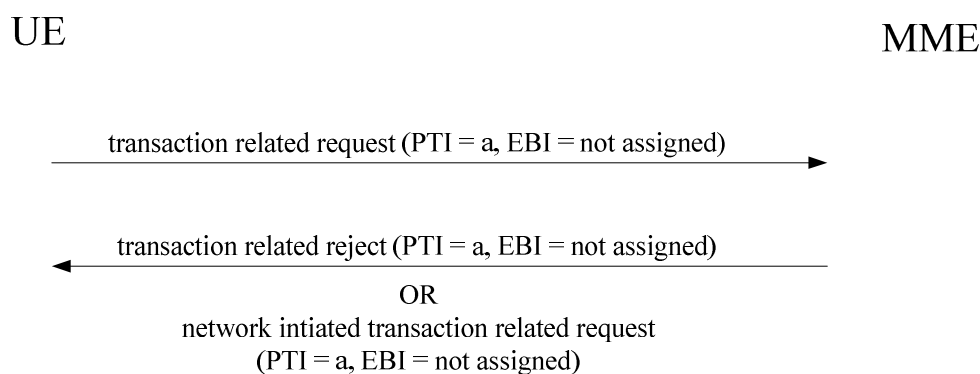 UE
MME
transaction related request (PTI = a, EBI = not assigned)
transaction related reject (PTI = a, EBI = not assigned)
OR
network intiated transaction related request
(PTI = a, EBI = not assigned)